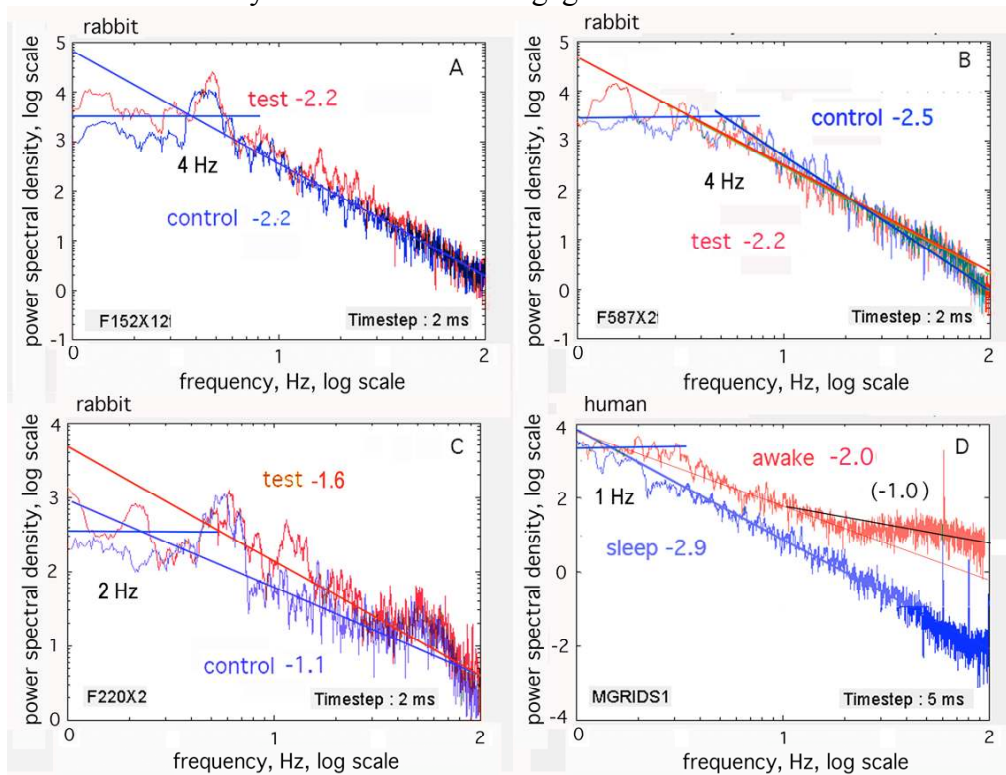 rabbit
A
test -2.2
4 Hz
control -2.2
F152X12
Timestep : 2 ms
power spectral density, log scale
5
4
3
2
1
0
-1
0
1
2
frequency, Hz, log scale
rabbit
B
control -2.5
4 Hz
test -2.2
F587X2
Timestep : 2 ms
power spectral density, log scale
5
4
3
2
1
0
-1
0
1
2
frequency, Hz, log scale
rabbit
C
test -1.6
2 Hz
control -1.1
F220X2
Timestep : 2 ms
power spectral density, log scale
4
3
2
1
0
0
1
2
frequency, Hz, log scale
human
D
awake -2.0
(-1.0)
1 Hz
sleep -2.9
MGRIDS1
Timestep : 5 ms
power spectral density, log scale
4
2
0
-2
-4
0
1
2
frequency, Hz, log scale